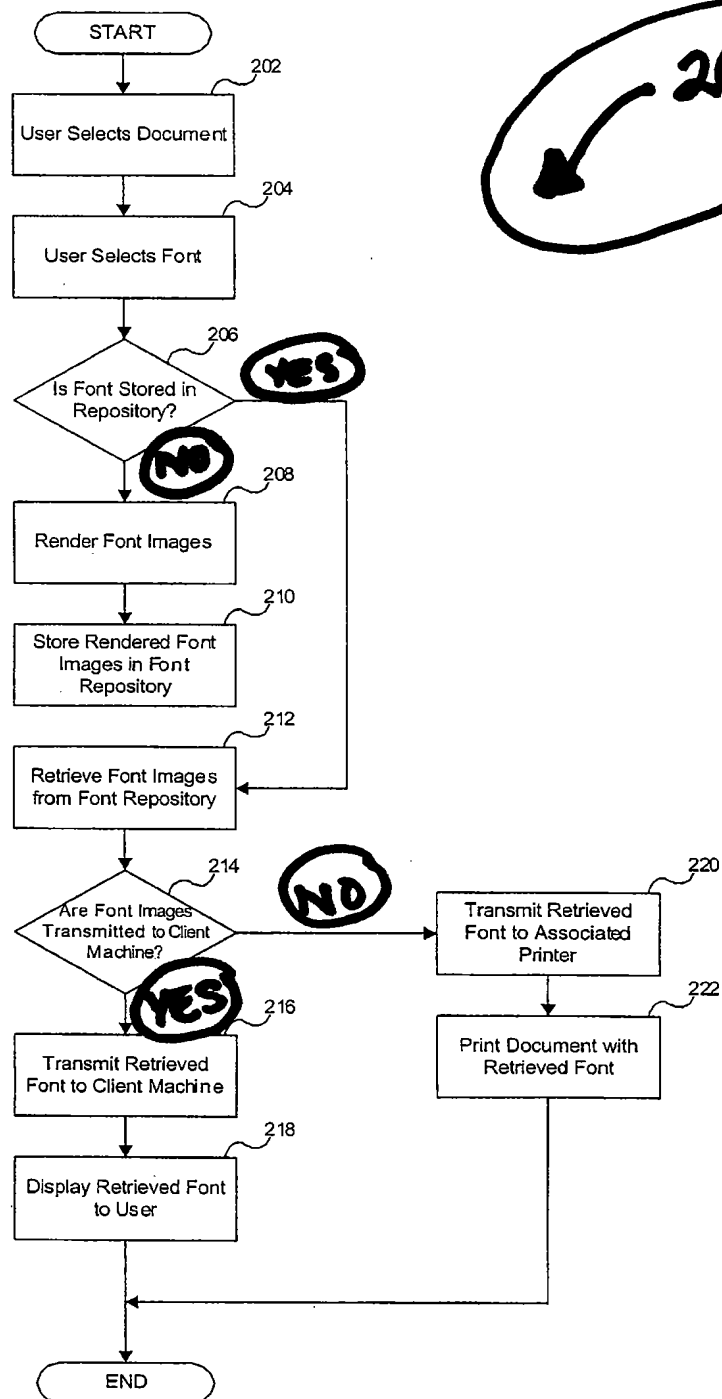 START
202
User Selects Document
204
User Selects Font
206
Is Font Stored in
Repository?
YES
NO
208
Render Font Images
210
Store Rendered Font
Images in Font
Repository
212
Retrieve Font Images
from Font Repository
214
Are Font Images
Transmitted to Client
Machine?
NO
220
Transmit Retrieved
Font to Associated
Printer
YES
216
Transmit Retrieved
Font to Client Machine
222
Print Document with
Retrieved Font
218
Display Retrieved Font
to User
END